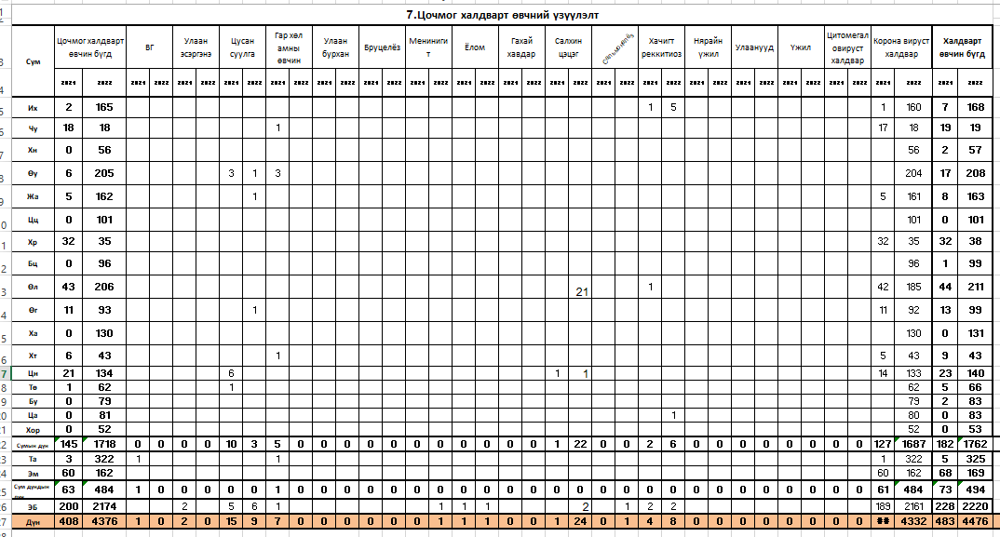 7.Цочмог халдварт өвчний үзүүлэлт
Сум Цочмог халдварт өвчин бүгд ВГ Улаан эсэргэнэ Цусан суулга Гар хөл амны өвчин Улаан бурхан Бруцеллёз Менингит Ёлом Гахай хавдар Салхин цэцэг Хачигт реккитиоз Нярайн үжил Улаанууд Үжил Цитомегаловируст халдвар Корона вируст халдвар Халдварт өвчин бүгд
2021 2022 2021 2022 2021 2022 2021 2022 2021 2022 2021 2022 2021 2022 2021 2022 2021 2022 2021 2022 2021 2022 2021 2022 2021 2022 2021 2022 2021 2022 2021 2022 2021 2022 2021 2022 2021 2022
Их 2 165 1 5 1 160 7 168
Чу 18 18 1 17 18 19 19
Хн 0 56 56 2 57
Өу 6 205 3 1 3 204 17 208
Жа 5 162 1 5 161 8 163
Цц 0 101 101 0 101
Хр 32 35 32 35 32 38
Бц 0 96 96 1 99
Өл 43 206 21 1 42 185 44 211
Өг 11 93 1 11 92 13 99
Ха 0 130 130 0 131
Хт 6 43 1 5 43 9 43
Цн 21 134 6 1 1 14 133 23 140
Тө 1 62 1 62 5 66
Бу 0 79 79 2 83
Ца 0 81 1 80 0 83
Хор 0 52 52 0 53
Сумын дүн 145 1718 0 0 0 0 10 3 5 0 0 0 0 0 0 0 0 0 0 0 1 22 0 0 2 6 0 0 0 0 0 0 0 0 127 1687 182 1762
Та 3 322 1 1 1 322 5 325
Эм 60 162 60 162 68 169
Сум дундын 63 484 1 0 0 0 0 0 1 0 0 0 0 0 0 0 0 0 0 0 0 0 0 0 0 0 0 0 0 0 0 0 0 0 61 484 73 494
ЭБ 200 2174 2 5 6 1 1 1 1 2 1 2 2 189 2161 228 2220
Дүн 408 4376 1 0 2 0 15 9 7 0 0 0 0 0 0 1 1 1 0 0 1 24 0 1 4 8 0 0 0 0 0 0 0 0 ** 4332 483 4476